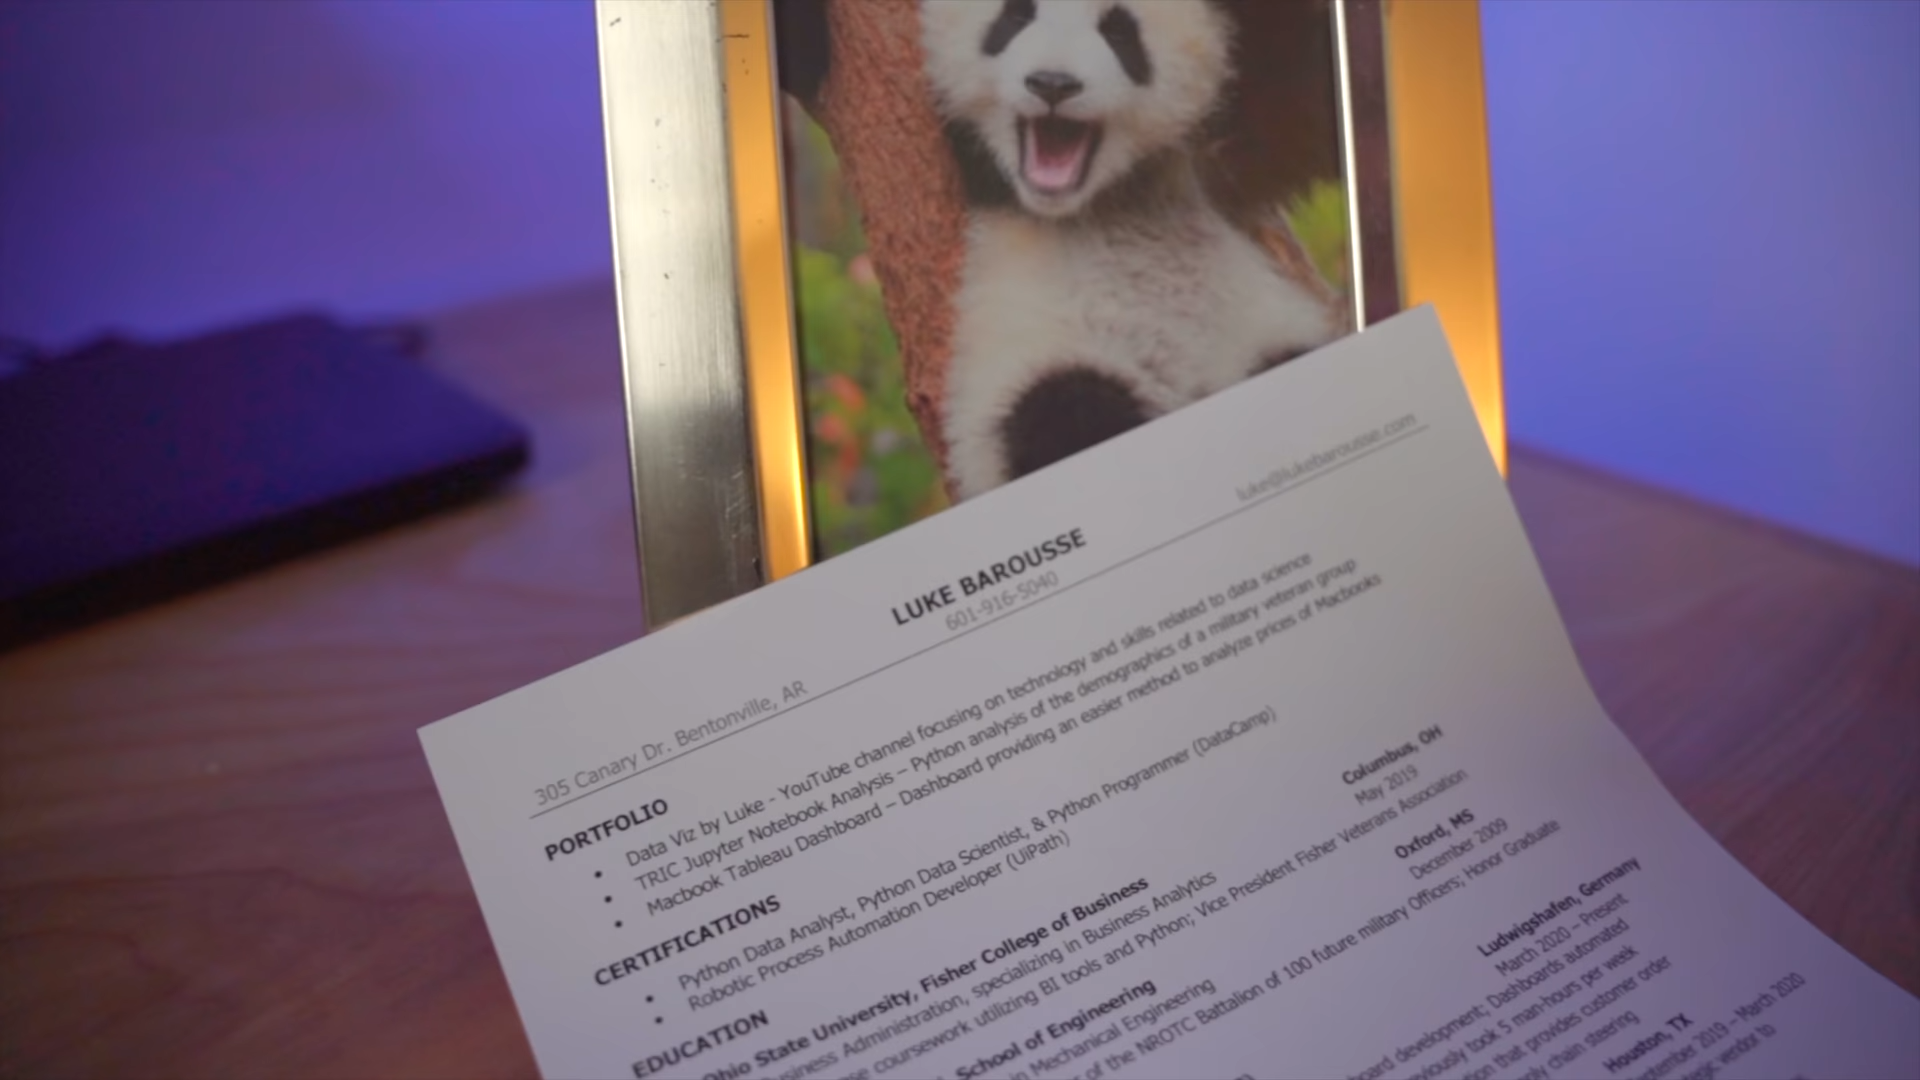 LUKE BAROUSSE
305 Canary Dr. Bentonville, AR 601-916-5040 luke@lukebarousse.com
PORTFOLIO
• Data Viz by Luke - YouTube channel focusing on technology and skills related to data science
• TRIC Jupyter Notebook Analysis – Python analysis of the demographics of a military veteran group
• Macbook Tableau Dashboard – Dashboard providing an easier method to analyze prices of Macbooks
CERTIFICATIONS
• Python Data Analyst, Python Data Scientist, & Python Programmer (DataCamp)
• Robotic Process Automation Developer (UiPath)
EDUCATION
Ohio State University, Fisher College of Business Columbus, OH
Business Administration, specializing in Business Analytics May 2019
coursework utilizing BI tools and Python; Vice President Fisher Veterans Association
School of Engineering Oxford, MS
in Mechanical Engineering December 2009
of the NROTC Battalion of 100 future military Officers; Honor Graduate
Ludwigshafen, Germany
March 2020 – Present
development; Dashboards automated
took 5 man-hours per week
that provides customer order
chain steering
Houston, TX
2019 – March 2020
vendor to